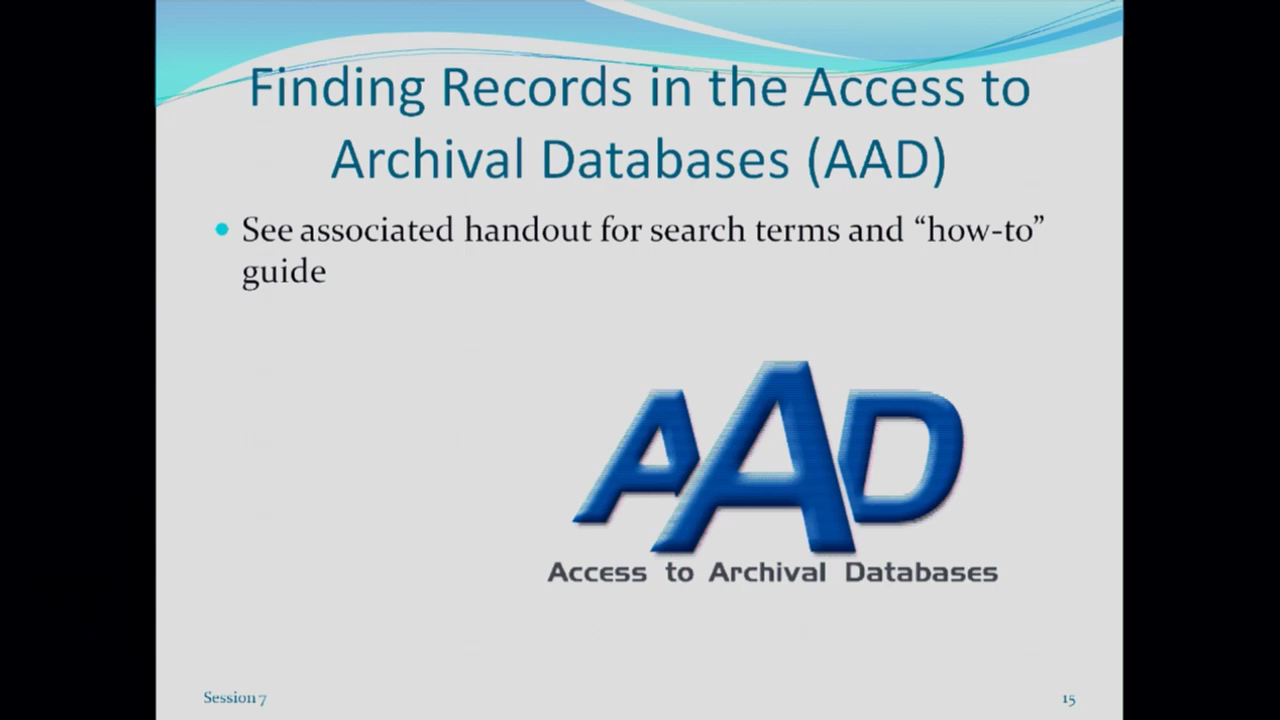 Finding Records in the Access to
Archival Databases (AAD)
See associated handout for search terms and “how-to”
guide
AAD
Access to Archival Databases
Session 7
15